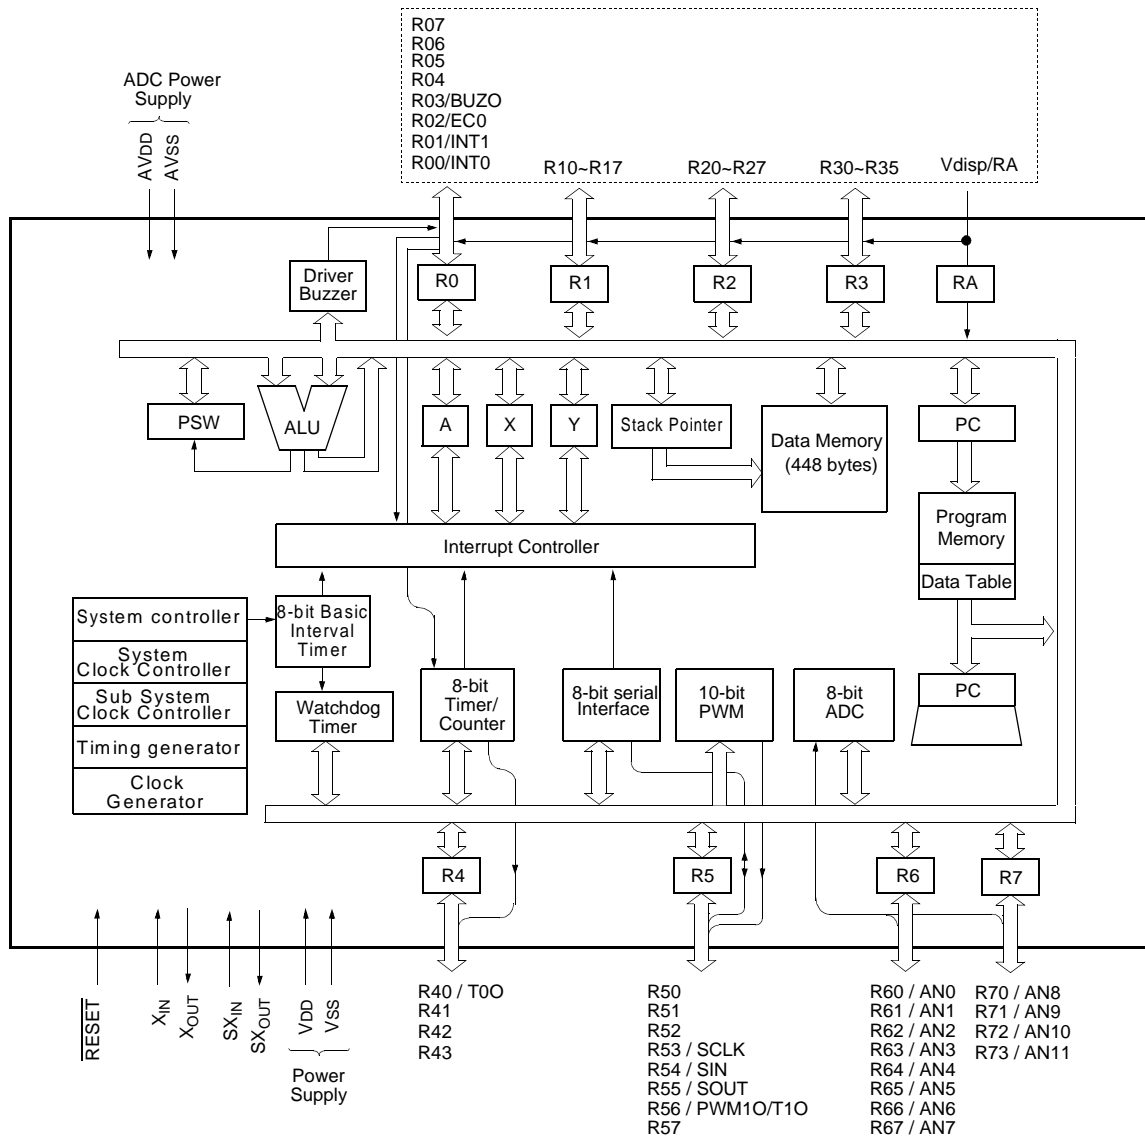 R07
R06
R05
R04
R03/BUZO
R02/EC0
R01/INT1
R00/INT0
R10~R17
R20~R27
R30~R35
Vdisp/RA
ADC Power
Supply
AVDD
AVSS
Driver
Buzzer
R0
R1
R2
R3
RA
PSW
ALU
A
X
Y
Stack Pointer
Data Memory
(448 bytes)
PC
Interrupt Controller
Program
Memory
Data Table
System controller
System
Clock Controller
Sub System
Clock Controller
Timing generator
Clock
Generator
8-bit Basic
Interval
Timer
Watchdog
Timer
8-bit
Timer/
Counter
8-bit serial
Interface
10-bit
PWM
8-bit
ADC
PC
R4
R5
R6
R7
RESET
XIN
XOUT
SXIN
SXOUT
VDD
VSS
Power
Supply
R40 / T0O
R41
R42
R43
R50
R51
R52
R53 / SCLK
R54 / SIN
R55 / SOUT
R56 / PWM1O/T1O
R57
R60 / AN0
R61 / AN1
R62 / AN2
R63 / AN3
R64 / AN4
R65 / AN5
R66 / AN6
R67 / AN7
R70 / AN8
R71 / AN9
R72 / AN10
R73 / AN11